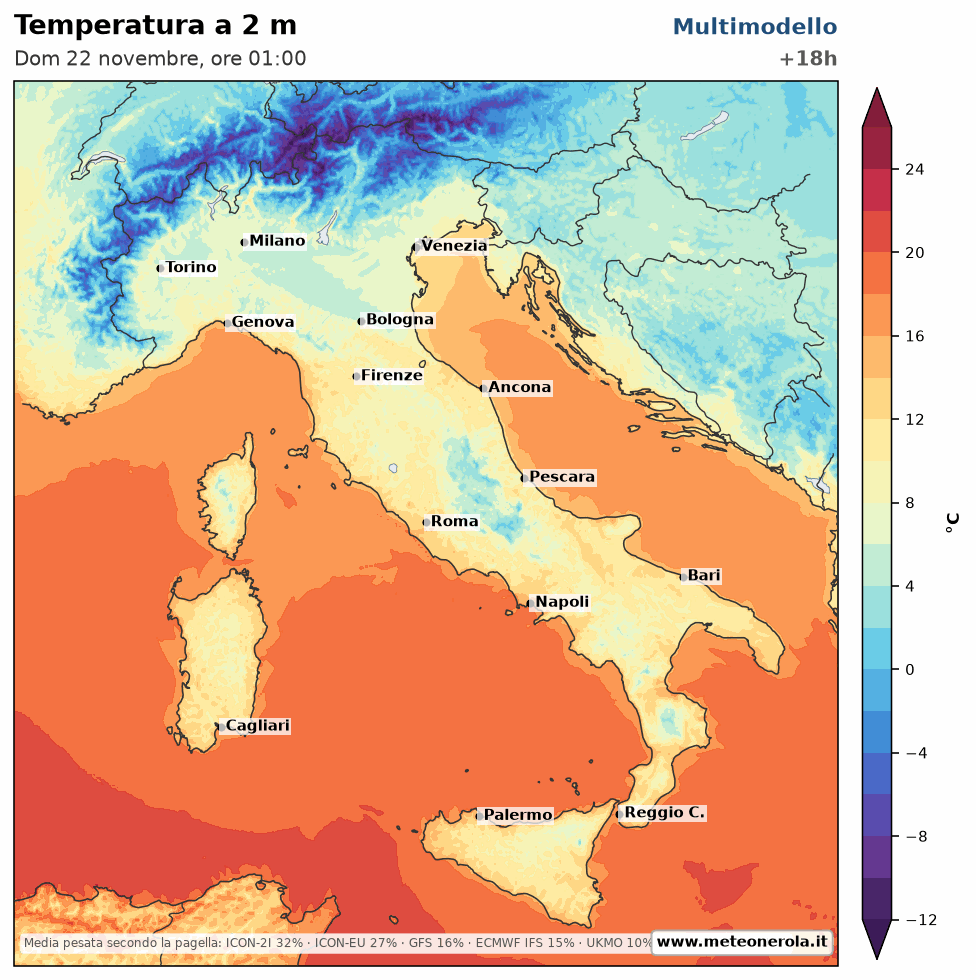 Temperatura a 2 m
Multimodello
Dom 22 novembre, ore 01:00
+18h
Milano
Venezia
Torino
Genova
Bologna
Firenze
Ancona
Pescara
Roma
Bari
Napoli
Cagliari
Palermo
Reggio C.
24
20
16
12
8
4
0
−4
−8
−12
°C
Media pesata secondo la pagella: ICON-2I 32% · ICON-EU 27% · GFS 16% · ECMWF IFS 15% · UKMO 10%
www.meteonerola.it